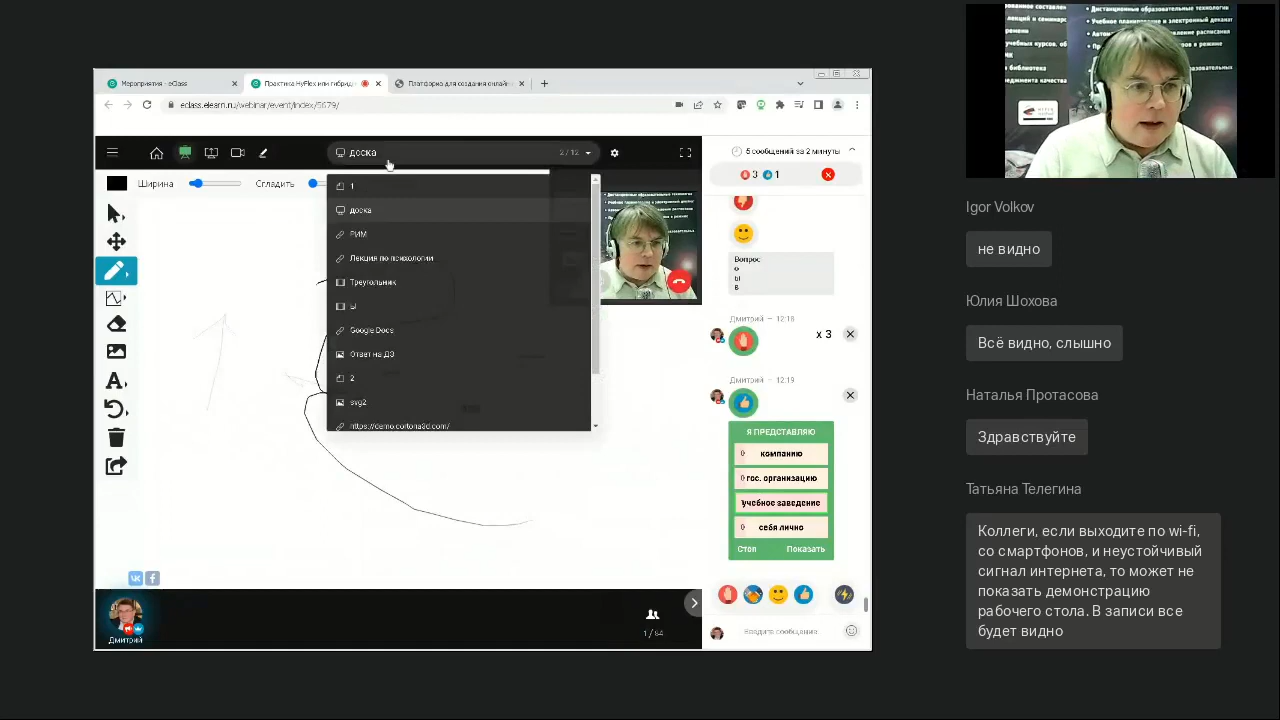 Мероприятия - eClass
Практика HyFlex или гибридн
Платформа для создания онлайн
eclass.elearn.ru/webinar/event/index/5679/
доска
2 / 12
5 сообщений за 2 минуты
3
1
Ширина
Сгладить
1
доска
РИМ
Лекция по психологии
Треугольник
ы
Google Docs
Ответ на ДЗ
2
svg2
https://demo.cortona3d.com/
Вопрос
о
ы
в
Дмитрий — 12:18
x 3
Дмитрий — 12:19
Я ПРЕДСТАВЛЯЮ
0 компанию
0 гос. организацию
учебное заведение
0 себя лично
Стоп
Показать
Дмитрий
1 / 64
Введите сообщение
Дистанционные образовательные технологии
Igor Volkov
не видно
Юлия Шохова
Всё видно, слышно
Наталья Протасова
Здравствуйте
Татьяна Телегина
Коллеги, если выходите по wi-fi,
со смартфонов, и неустойчивый
сигнал интернета, то может не
показать демонстрацию
рабочего стола. В записи все
будет видно